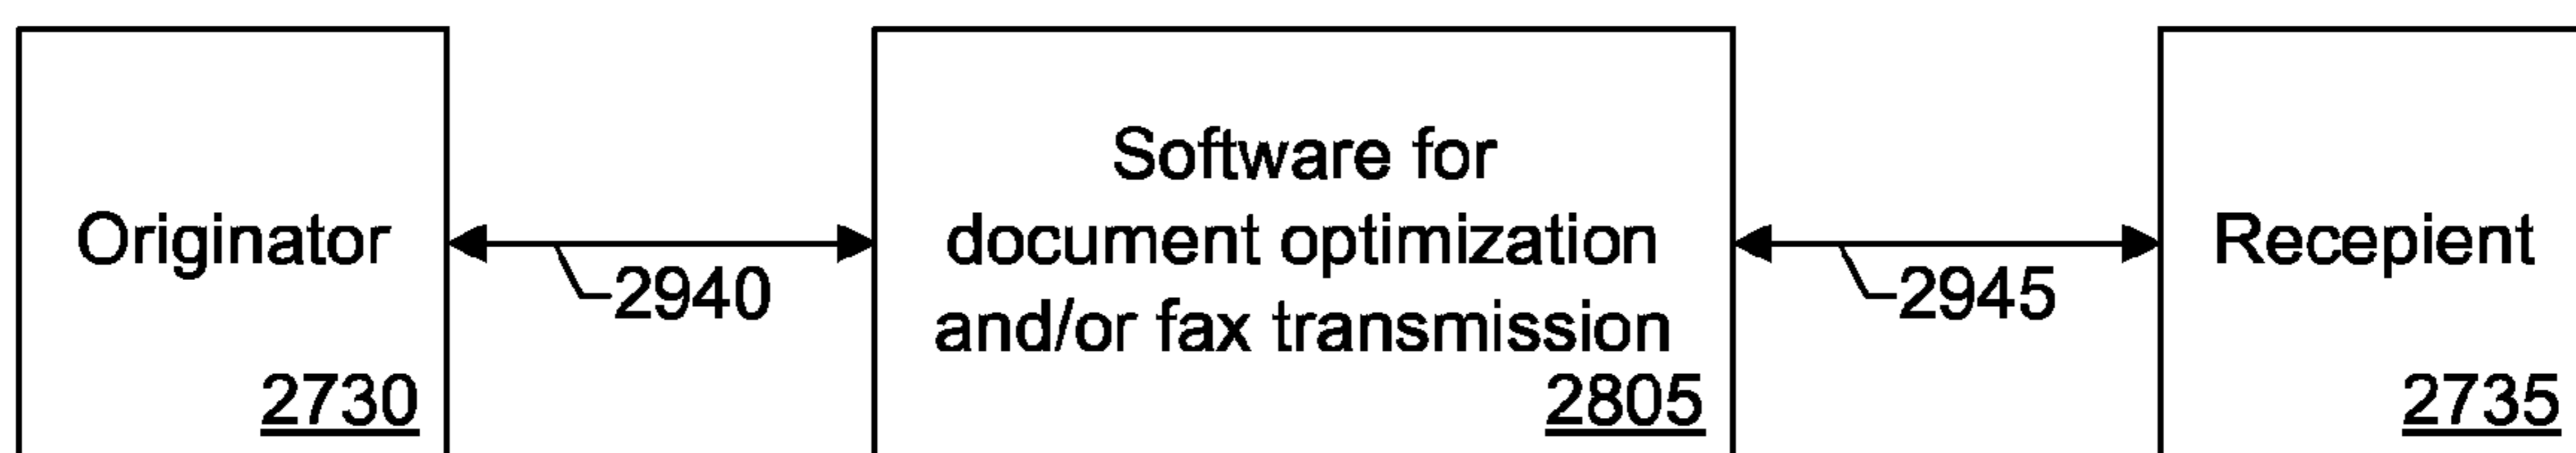 Originator
2730
2940
Software for
document optimization
and/or fax transmission
2805
2945
Recepient
2735